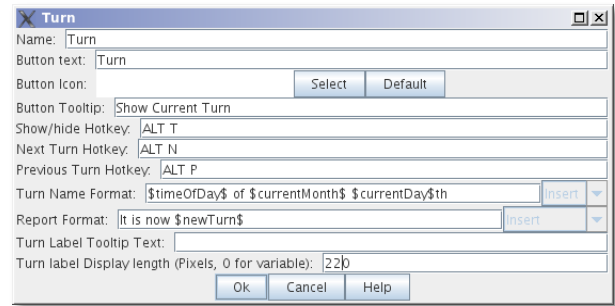 Turn
Name: Turn
Button text: Turn
Button Icon: Select Default
Button Tooltip: Show Current Turn
Show/hide Hotkey: ALT T
Next Turn Hotkey: ALT N
Previous Turn Hotkey: ALT P
Turn Name Format: $timeOfDay$ of $currentMonth$ $currentDay$th Insert
Report Format: It is now $newTurn$ Insert
Turn Label Tooltip Text:
Turn label Display length (Pixels, 0 for variable): 220
Ok Cancel Help